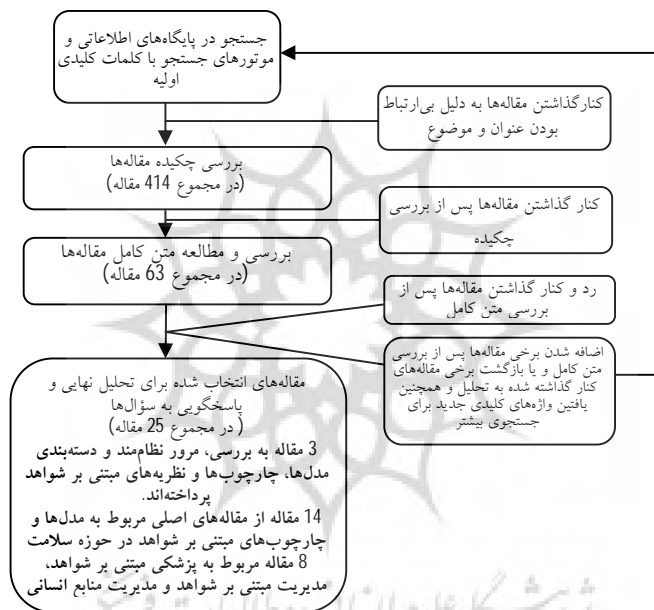 جستجو در پایگاه‌های اطلاعاتی و
موتورهای جستجو با کلمات کلیدی
اولیه
کنارگذاشتن مقاله‌ها به دلیل بی‌ارتباط
بودن عنوان و موضوع
بررسی چکیده مقاله‌ها
(در مجموع 414 مقاله)
کنار گذاشتن مقاله‌ها پس از بررسی
چکیده
بررسی و مطالعه متن کامل مقاله‌ها
(در مجموع 63 مقاله)
رد و کنار گذاشتن مقاله‌ها پس از
بررسی متن کامل
اضافه شدن برخی مقاله‌ها پس از بررسی
متن کامل و یا بازگشت برخی مقاله‌های
کنار گذاشته شده به تحلیل و همچنین
یافتین واژه‌های کلیدی جدید برای
جستجوی بیشتر
مقاله‌های انتخاب شده برای تحلیل نهایی و
پاسخگویی به سؤال‌ها
( در مجموع 25 مقاله)
3 مقاله به بررسی، مرور نظام‌مند و دسته‌بندی
مدل‌ها، چارچوب‌ها و نظریه‌های مبتنی بر شواهد
پرداخته‌اند.
14 مقاله از مقاله‌های اصلی مربوط به مدل‌ها و
چارچوب‌های مبتنی بر شواهد در حوزه سلامت
8 مقاله مربوط به پزشکی مبتنی بر شواهد،
مدیریت مبتنی بر شواهد و مدیریت منابع انسانی